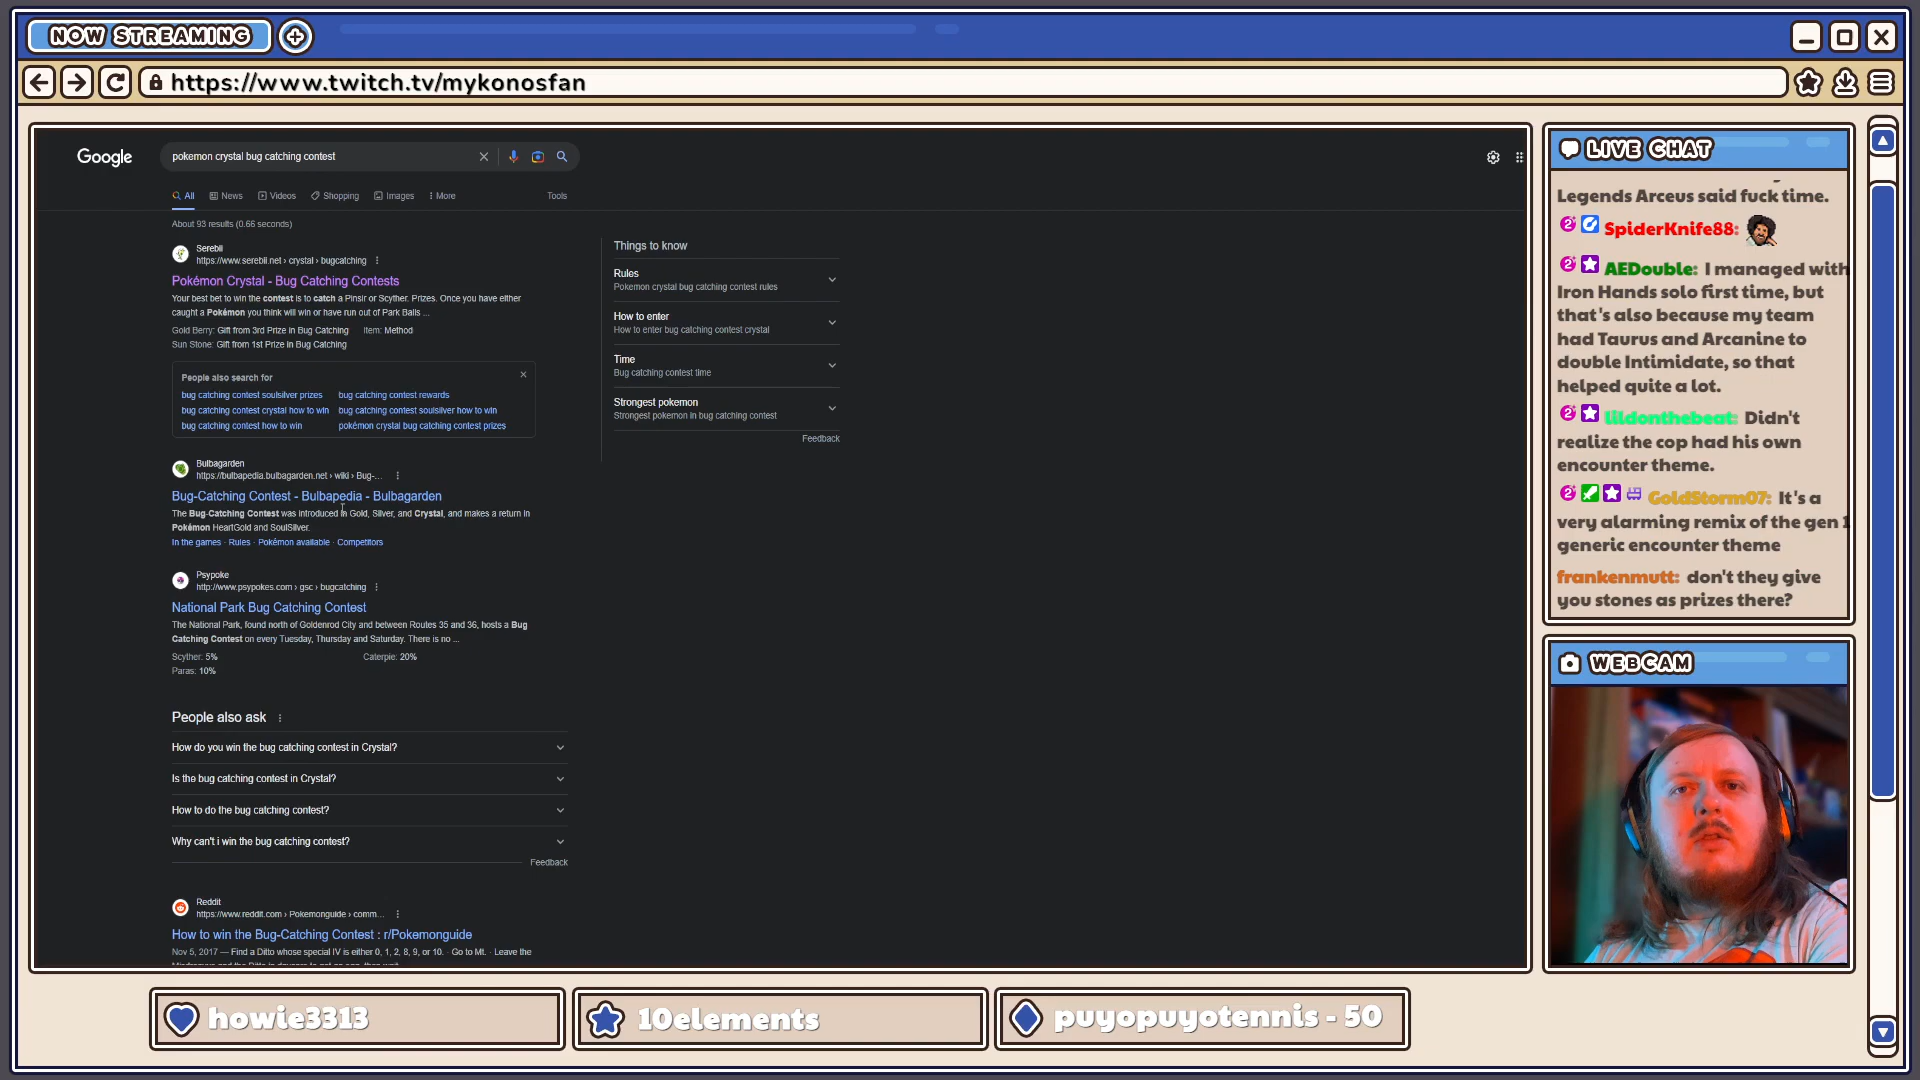 NOW STREAMING
https://www.twitch.tv/mykonosfan
Google
pokemon crystal bug catching contest
All
News
Videos
Shopping
Images
More
Tools
About 93 results (0.66 seconds)
Serebii
https://www.serebii.net › crystal › bugcatching
Pokémon Crystal - Bug Catching Contests
Your best bet to win the contest is to catch a Pinsir or Scyther. Prizes. Once you have either
caught a Pokémon you think will win or have run out of Park Balls ...
Gold Berry: Gift from 3rd Prize in Bug Catching
Item: Method
Sun Stone: Gift from 1st Prize in Bug Catching
People also search for
bug catching contest soulsilver prizes
bug catching contest rewards
bug catching contest crystal how to win
bug catching contest soulsilver how to win
bug catching contest how to win
pokémon crystal bug catching contest prizes
Bulbagarden
https://bulbapedia.bulbagarden.net › wiki › Bug-...
Bug-Catching Contest - Bulbapedia - Bulbagarden
The Bug-Catching Contest was introduced in Gold, Silver, and Crystal, and makes a return in
Pokémon HeartGold and SoulSilver.
In the games · Rules · Pokémon available · Competitors
Psypoke
http://www.psypokes.com › gsc › bugcatching
National Park Bug Catching Contest
The National Park, found north of Goldenrod City and between Routes 35 and 36, hosts a Bug
Catching Contest on every Tuesday, Thursday and Saturday. There is no ...
Scyther: 5%
Caterpie: 20%
Paras: 10%
People also ask
How do you win the bug catching contest in Crystal?
Is the bug catching contest in Crystal?
How to do the bug catching contest?
Why can't i win the bug catching contest?
Feedback
Reddit
https://www.reddit.com › Pokemonguide › comm...
How to win the Bug-Catching Contest : r/Pokemonguide
Nov 5, 2017 — Find a Ditto whose special IV is either 0, 1, 2, 8, 9, or 10. · Go to Mt. · Leave the
Things to know
Rules
Pokemon crystal bug catching contest rules
How to enter
How to enter bug catching contest crystal
Time
Bug catching contest time
Strongest pokemon
Strongest pokemon in bug catching contest
Feedback
LIVE CHAT
Legends Arceus said fuck time.
SpiderKnife88:
AEDouble: I managed with
Iron Hands solo first time, but
that's also because my team
had Taurus and Arcanine to
double Intimidate, so that
helped quite a lot.
lildonthebeat: Didn't
realize the cop had his own
encounter theme.
GoldStorm07: It's a
very alarming remix of the gen 1
generic encounter theme
frankenmutt: don't they give
you stones as prizes there?
WEBCAM
howie3313
10elements
puyopuyotennis - 50